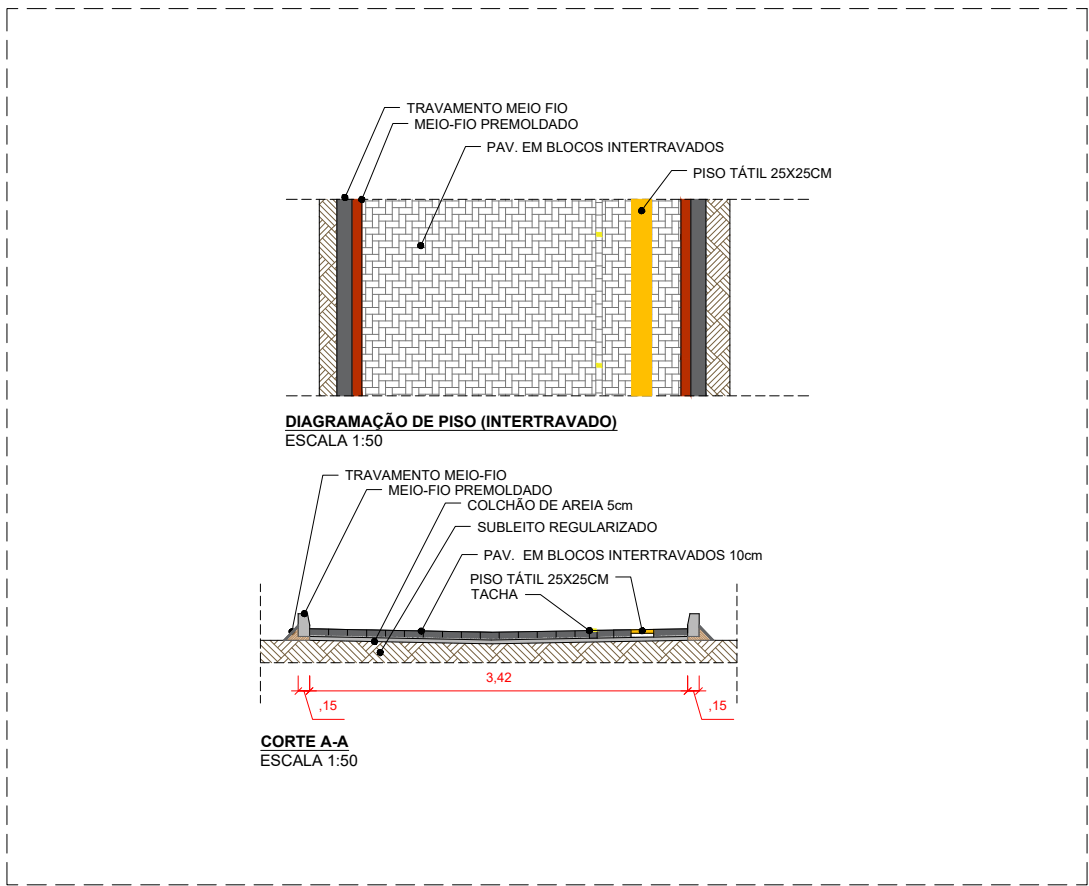 TRAVAMENTO MEIO FIO
MEIO-FIO PREMOLDADO
PAV. EM BLOCOS INTERTRAVADOS
PISO TÁTIL 25X25CM
DIAGRAMAÇÃO DE PISO (INTERTRAVADO)
ESCALA 1:50
TRAVAMENTO MEIO-FIO
MEIO-FIO PREMOLDADO
COLCHÃO DE AREIA 5cm
SUBLEITO REGULARIZADO
PAV. EM BLOCOS INTERTRAVADOS 10cm
PISO TÁTIL 25X25CM
TACHA
3,42
,15
,15
CORTE A-A
ESCALA 1:50